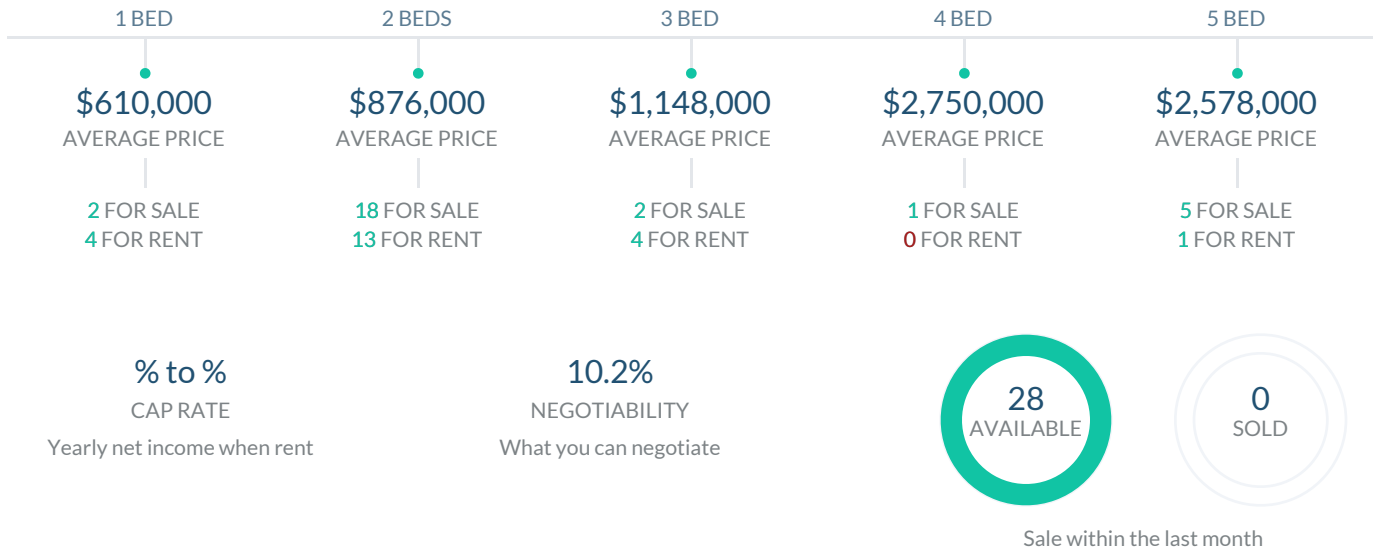 1 BED
2 BEDS
3 BED
4 BED
5 BED
$610,000
$876,000
$1,148,000
$2,750,000
$2,578,000
AVERAGE PRICE
AVERAGE PRICE
AVERAGE PRICE
AVERAGE PRICE
AVERAGE PRICE
2 FOR SALE
18 FOR SALE
2 FOR SALE
1 FOR SALE
5 FOR SALE
4 FOR RENT
13 FOR RENT
4 FOR RENT
0 FOR RENT
1 FOR RENT
% to %
CAP RATE
Yearly net income when rent
10.2%
NEGOTIABILITY
What you can negotiate
28
AVAILABLE
0
SOLD
Sale within the last month